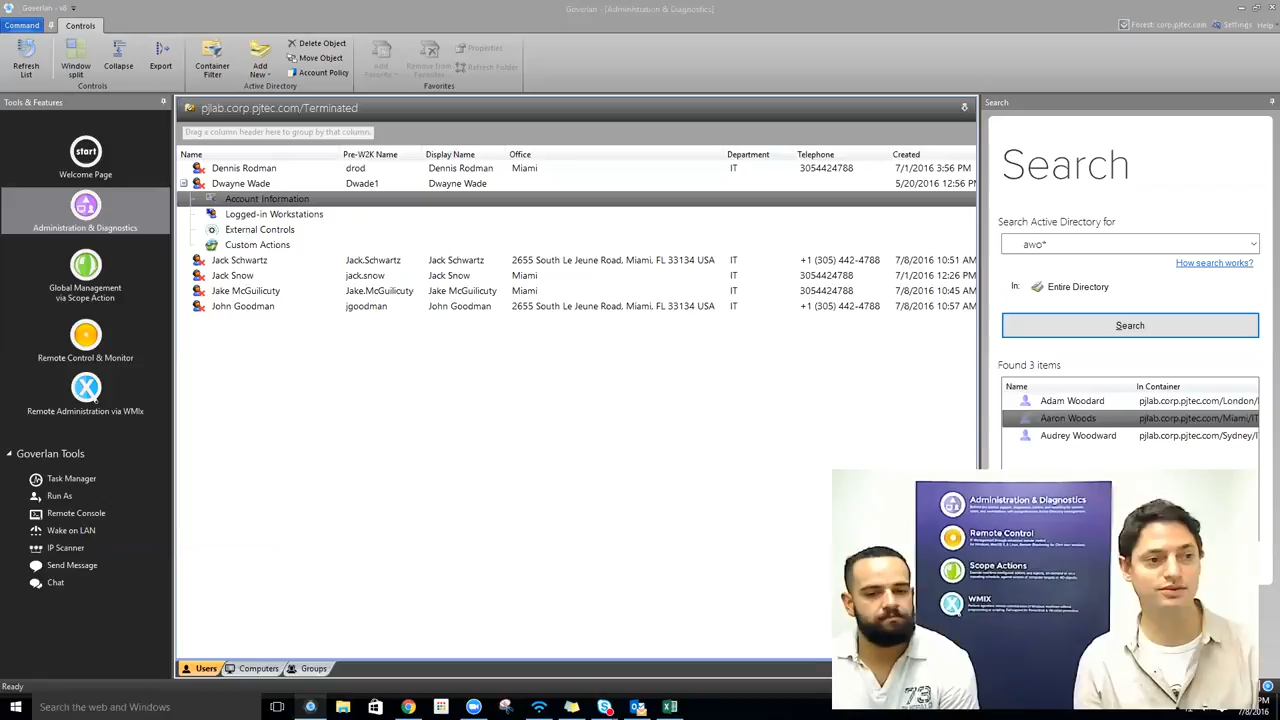 Goverlan - v8
Goverlan - [Administration & Diagnostics]
Command
Controls
Forest: corp.pjtec.com
Settings
Help
Refresh List
Window split
Collapse
Export
Controls
Container Filter
Add New
Delete Object
Move Object
Account Policy
Active Directory
Add Favorite
Remove from Favorites
Properties
Refresh Folder
Favorites
Tools & Features
start
Welcome Page
Administration & Diagnostics
Global Management via Scope Action
Remote Control & Monitor
X
Remote Administration via WMIx
Goverlan Tools
Task Manager
Run As
Remote Console
Wake on LAN
IP Scanner
Send Message
Chat
pjlab.corp.pjtec.com/Terminated
Drag a column header here to group by that column.
Name Pre-W2K Name Display Name Office Department Telephone Created
Dennis Rodman drod Dennis Rodman Miami IT 3054424788 7/1/2016 3:56 PM
Dwayne Wade Dwade1 Dwayne Wade 5/20/2016 12:56 PM
Account Information
Logged-in Workstations
External Controls
Custom Actions
Jack Schwartz Jack.Schwartz Jack Schwartz 2655 South Le Jeune Road, Miami, FL 33134 USA IT +1 (305) 442-4788 7/8/2016 10:51 AM
Jack Snow jack.snow Jack Snow Miami IT 3054424788 7/1/2016 12:26 PM
Jake McGuilicuty Jake.McGuilicuty Jake McGuilicuty Miami IT 3054424788 7/8/2016 10:45 AM
John Goodman jgoodman John Goodman 2655 South Le Jeune Road, Miami, FL 33134 USA IT +1 (305) 442-4788 7/8/2016 10:57 AM
Users
Computers
Groups
Search
Search
Search Active Directory for
awo*
How search works?
In: Entire Directory
Search
Found 3 items
Name In Container
Adam Woodard pjlab.corp.pjtec.com/London/
Aaron Woods pjlab.corp.pjtec.com/Miami/IT
Audrey Woodward pjlab.corp.pjtec.com/Sydney/I
Administration & Diagnostics
Remote Control
Scope Actions
WMIX
73
Ready
Search the web and Windows
7/8/2016